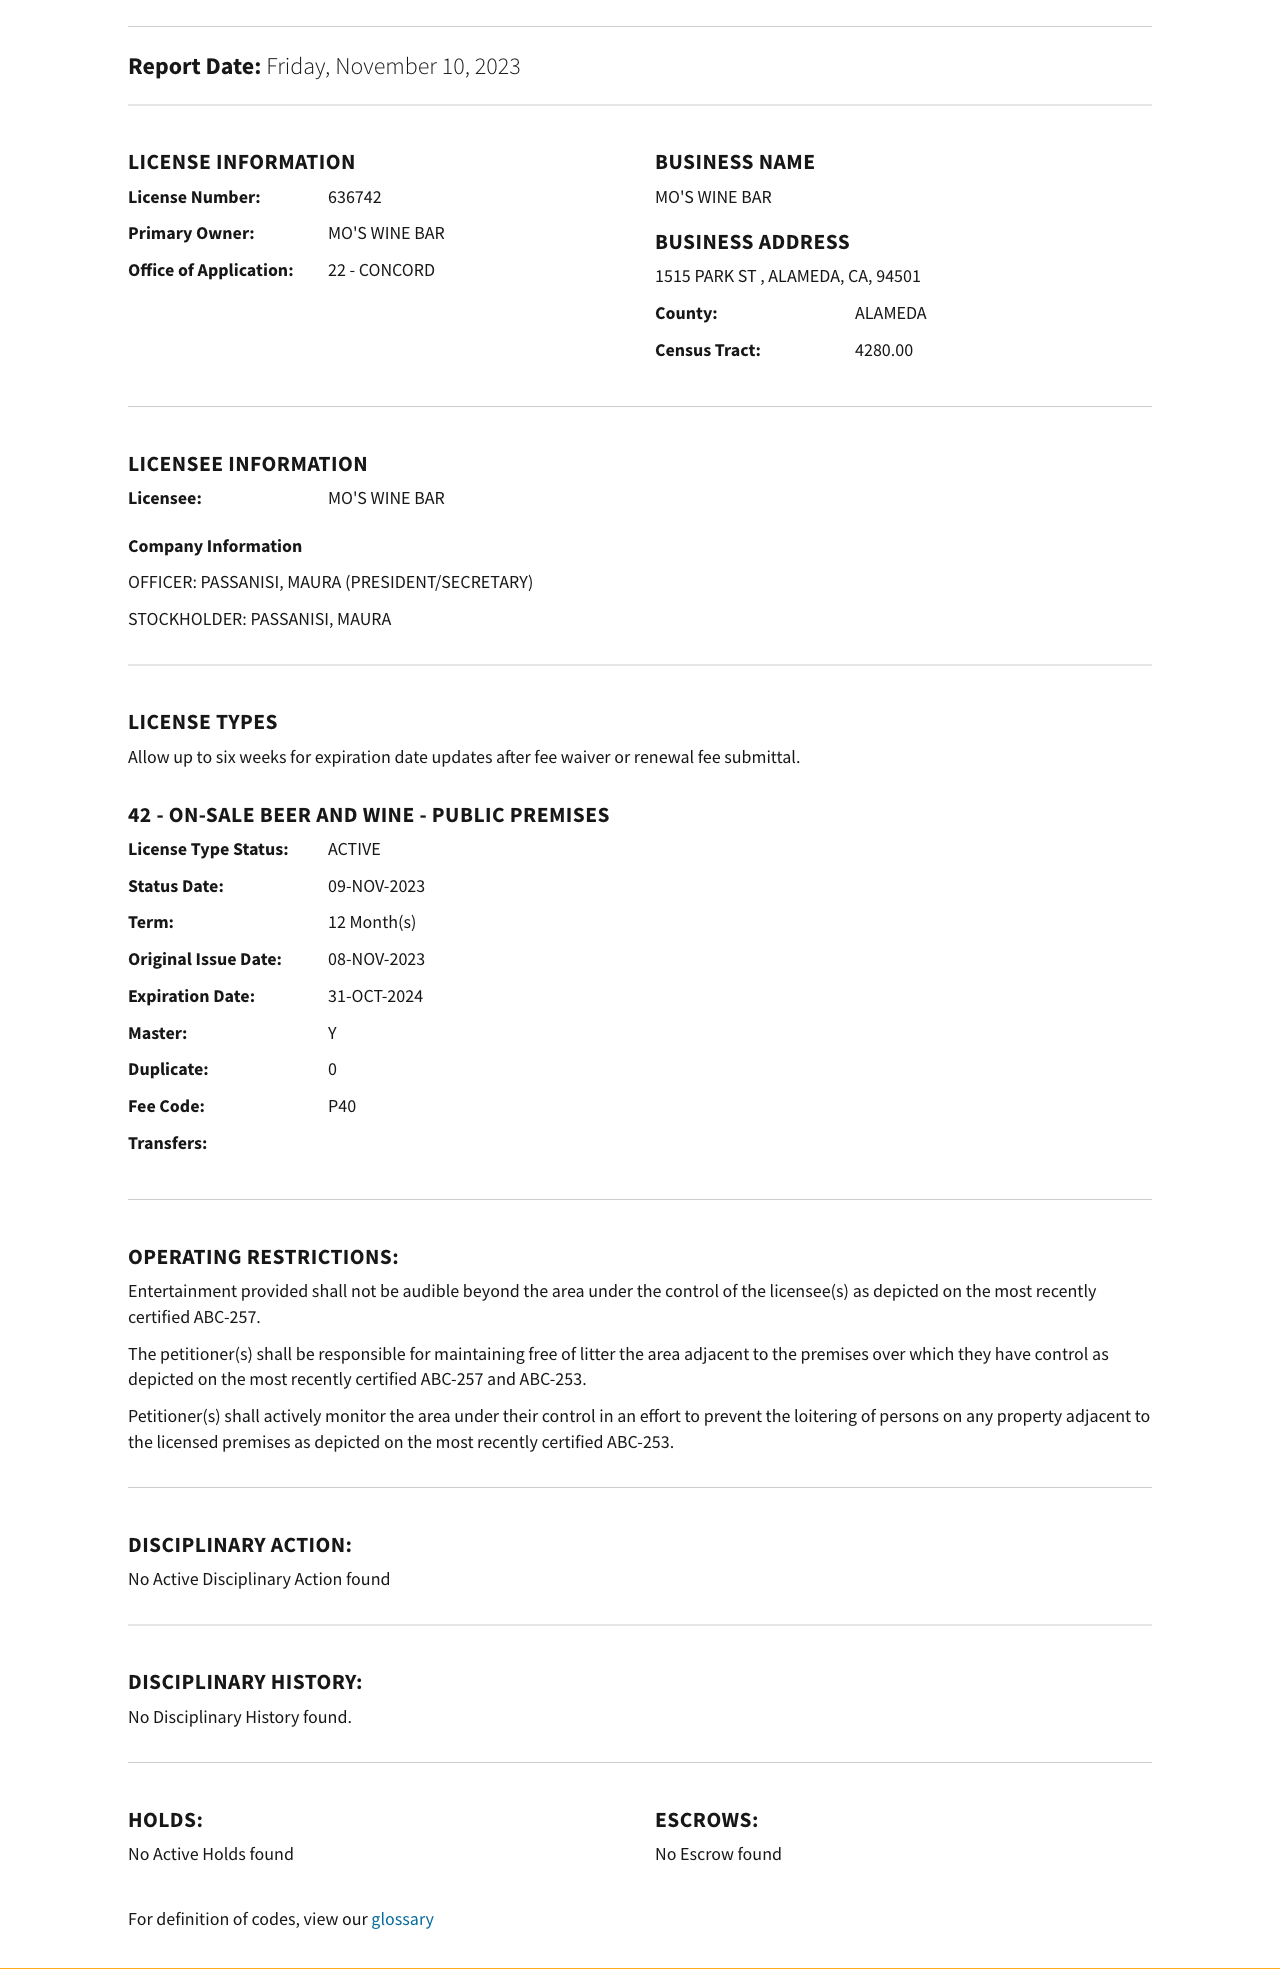 Report Date: Friday, November 10, 2023
LICENSE INFORMATION
License Number: 636742
Primary Owner: MO'S WINE BAR
Office of Application: 22 - CONCORD
BUSINESS NAME
MO'S WINE BAR
BUSINESS ADDRESS
1515 PARK ST , ALAMEDA, CA, 94501
County: ALAMEDA
Census Tract: 4280.00
LICENSEE INFORMATION
Licensee: MO'S WINE BAR
Company Information
OFFICER: PASSANISI, MAURA (PRESIDENT/SECRETARY)
STOCKHOLDER: PASSANISI, MAURA
LICENSE TYPES
Allow up to six weeks for expiration date updates after fee waiver or renewal fee submittal.
42 - ON-SALE BEER AND WINE - PUBLIC PREMISES
License Type Status: ACTIVE
Status Date: 09-NOV-2023
Term: 12 Month(s)
Original Issue Date: 08-NOV-2023
Expiration Date: 31-OCT-2024
Master: Y
Duplicate: 0
Fee Code: P40
Transfers:
OPERATING RESTRICTIONS:
Entertainment provided shall not be audible beyond the area under the control of the licensee(s) as depicted on the most recently
certified ABC-257.
The petitioner(s) shall be responsible for maintaining free of litter the area adjacent to the premises over which they have control as
depicted on the most recently certified ABC-257 and ABC-253.
Petitioner(s) shall actively monitor the area under their control in an effort to prevent the loitering of persons on any property adjacent to
the licensed premises as depicted on the most recently certified ABC-253.
DISCIPLINARY ACTION:
No Active Disciplinary Action found
DISCIPLINARY HISTORY:
No Disciplinary History found.
HOLDS:
No Active Holds found
ESCROWS:
No Escrow found
For definition of codes, view our glossary